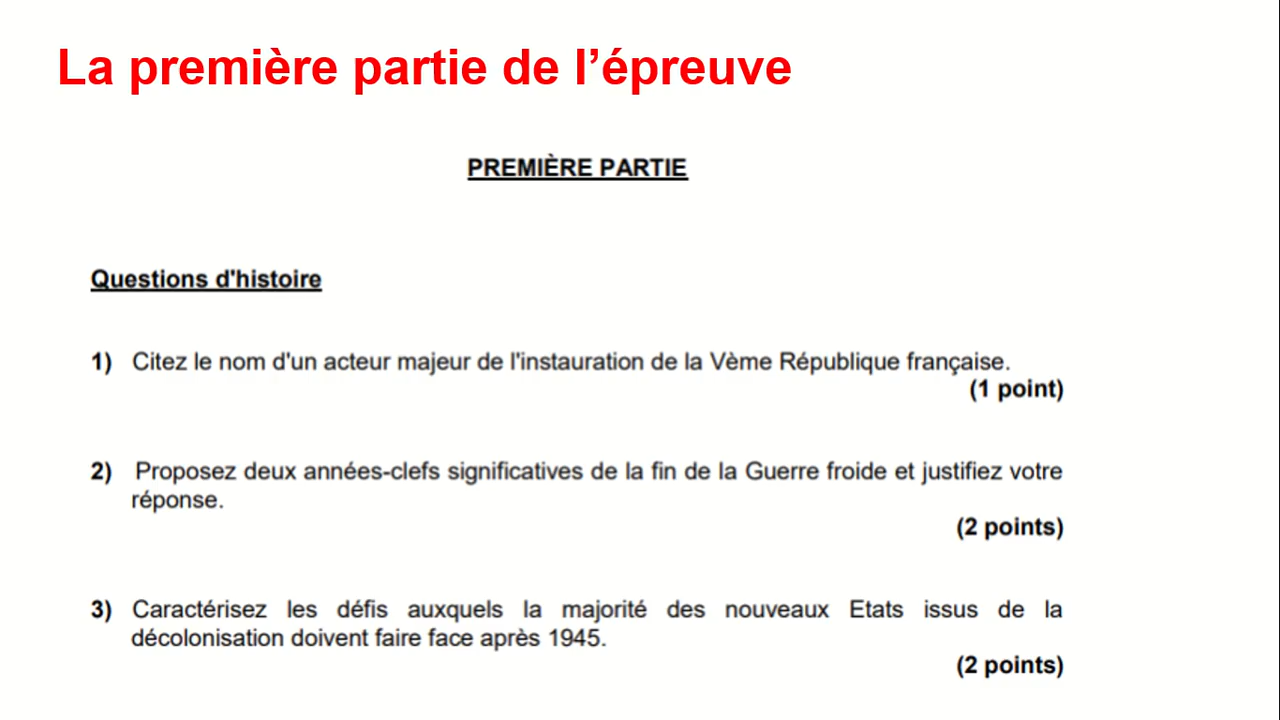 La première partie de l’épreuve
PREMIÈRE PARTIE
Questions d'histoire
1) Citez le nom d'un acteur majeur de l'instauration de la Vème République française.
(1 point)
2) Proposez deux années-clefs significatives de la fin de la Guerre froide et justifiez votre
réponse.
(2 points)
3) Caractérisez les défis auxquels la majorité des nouveaux Etats issus de la
décolonisation doivent faire face après 1945.
(2 points)